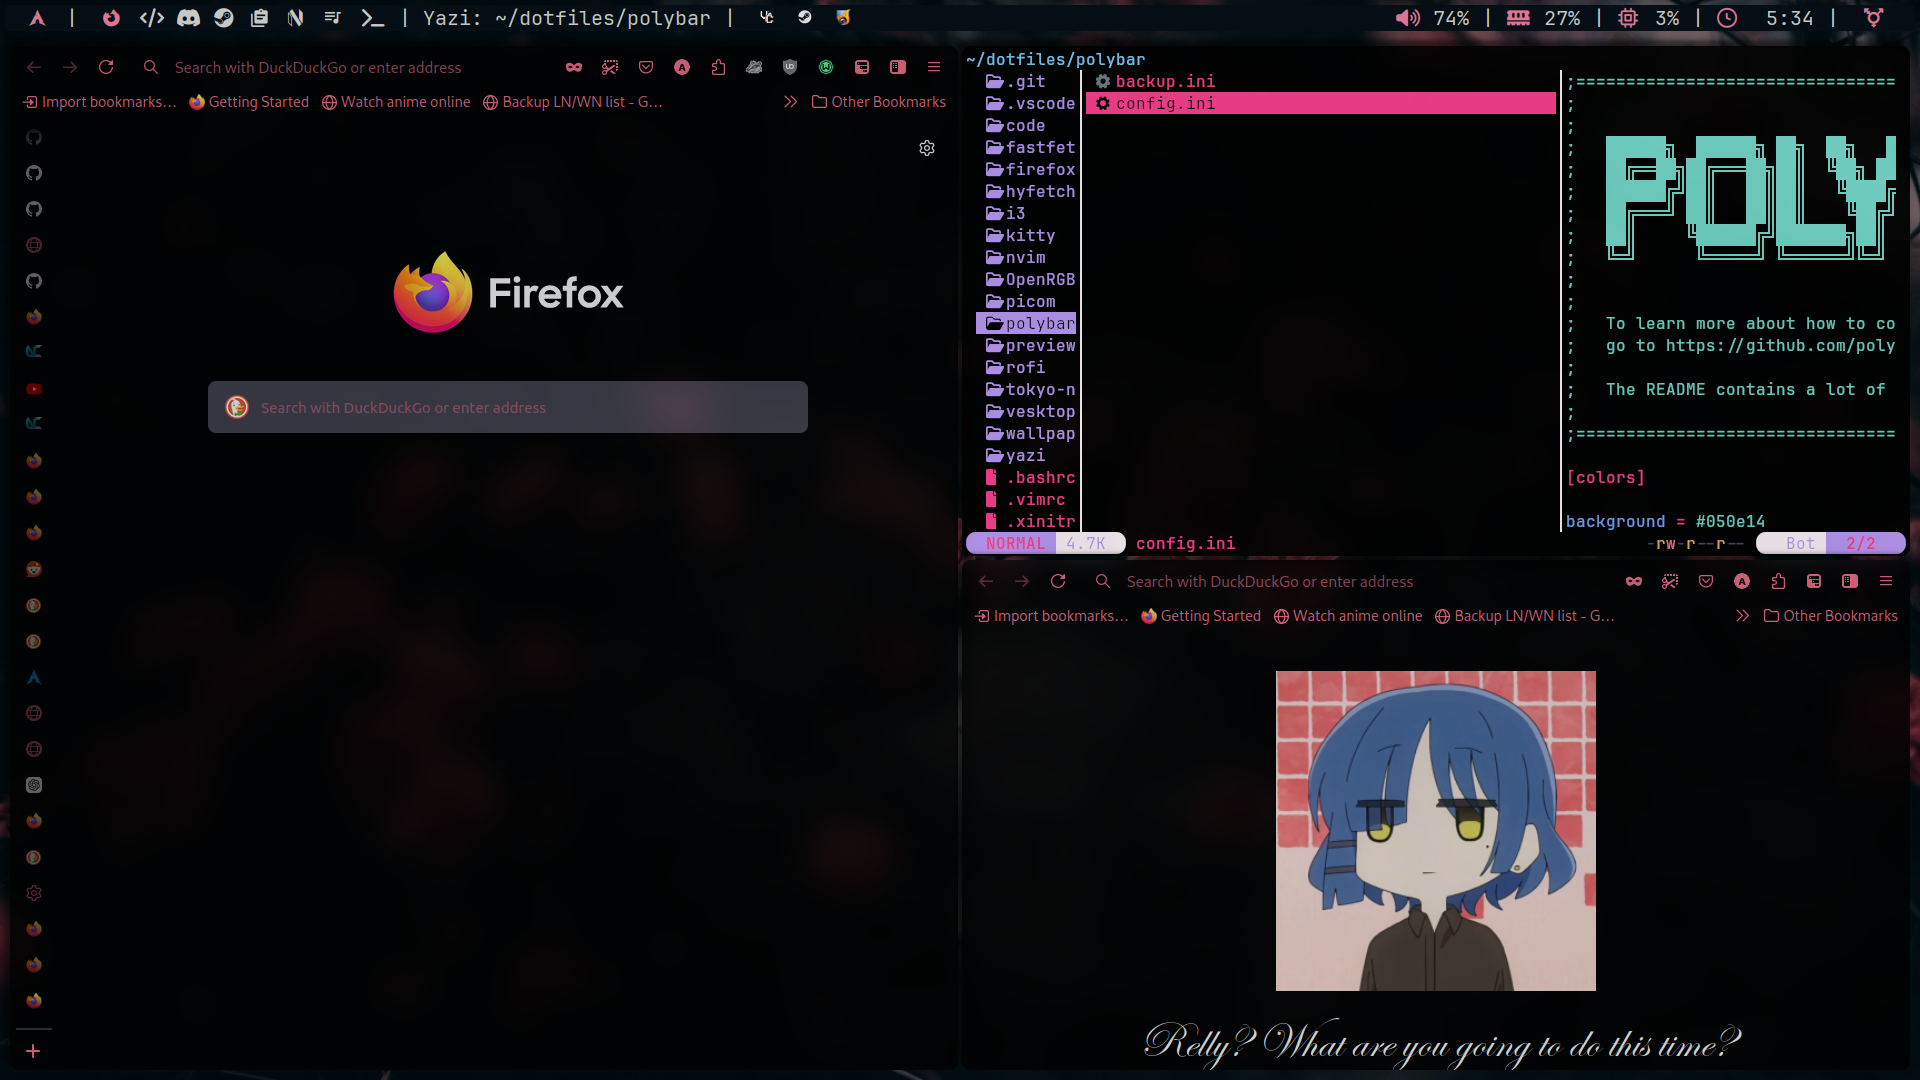 | | Yazi: ~/dotfiles/polybar |
74% | 27% | 3% | 5:34 |
Search with DuckDuckGo or enter address
Import bookmarks... Getting Started Watch anime online Backup LN/WN list - G...
Other Bookmarks
Firefox
Search with DuckDuckGo or enter address
~/dotfiles/polybar
.git
.vscode
code
fastfet
firefox
hyfetch
i3
kitty
nvim
OpenRGB
picom
polybar
preview
rofi
tokyo-n
vesktop
wallpap
yazi
.bashrc
.vimrc
.xinitr
backup.ini
config.ini
;================================
;
;
; POLY
;
;
;
;
;
;
;
; To learn more about how to co
; go to https://github.com/poly
;
; The README contains a lot of
;
;================================
[colors]
background = #050e14
NORMAL 4.7K config.ini
-rw-r--r-- Bot 2/2
Search with DuckDuckGo or enter address
Import bookmarks... Getting Started Watch anime online Backup LN/WN list - G...
Other Bookmarks
Relly? What are you going to do this time?